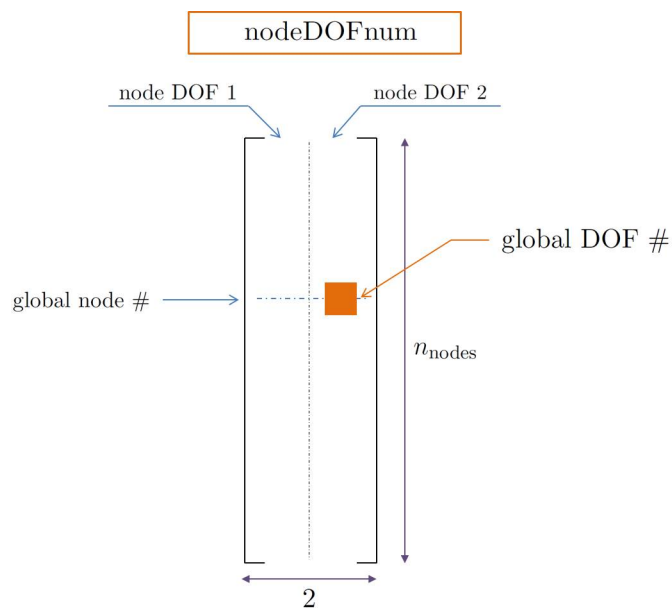 nodeDOFnum
node DOF 1
node DOF 2
global DOF #
global node #
n_nodes
2